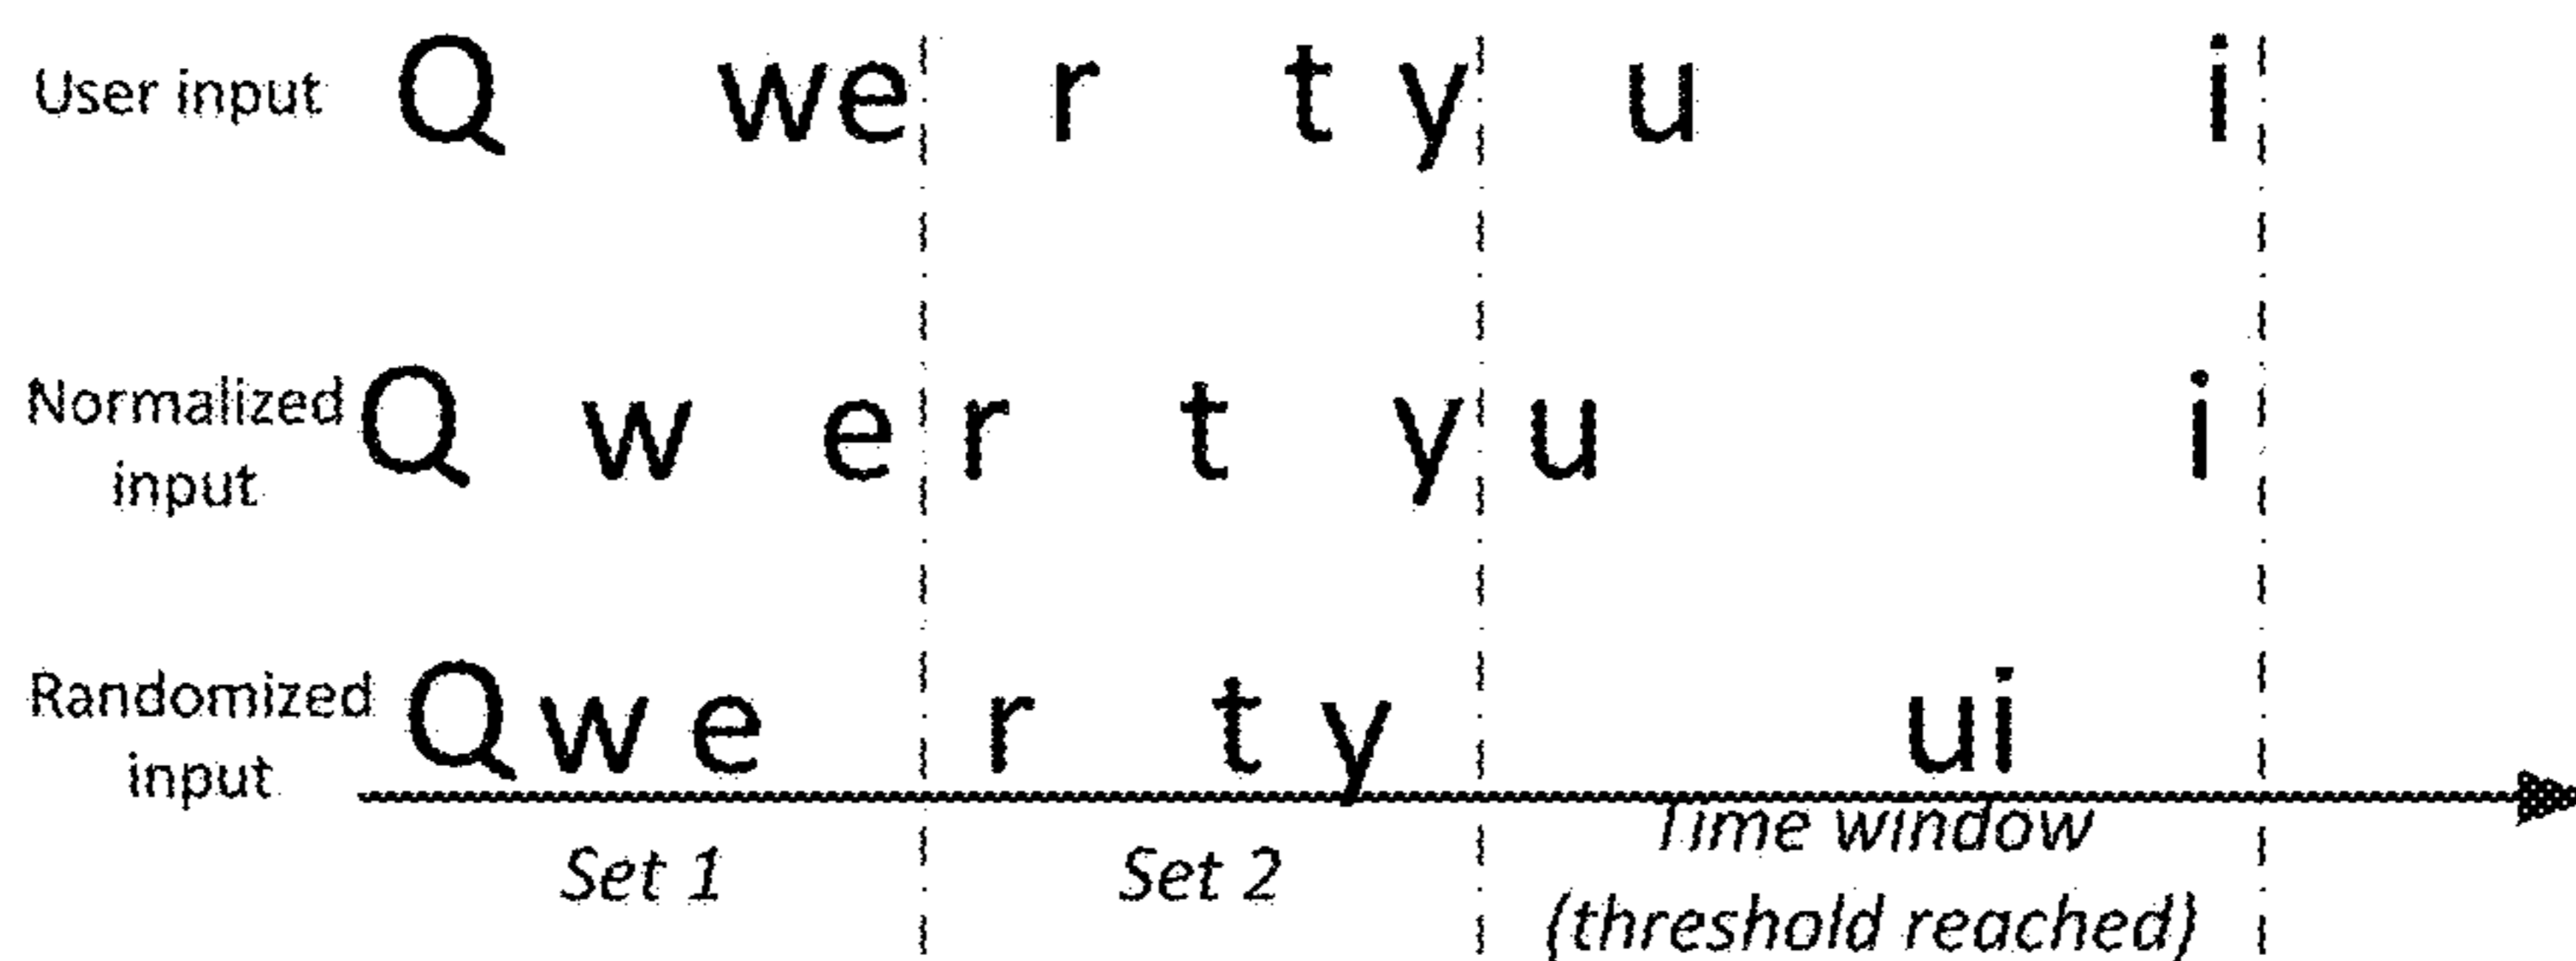 User input Q we r t y u i
Normalized input Q w e r t y u i
Randomized input Q w e r t y ui
Set 1 Set 2 Time window
(threshold reached)